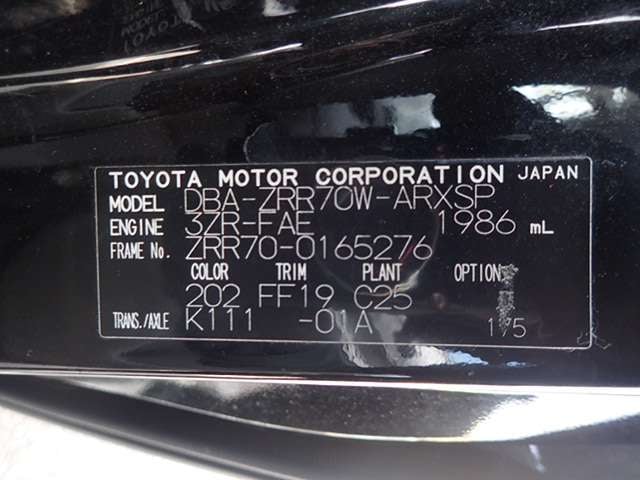 TOYOTA MOTOR CORPORATION JAPAN
MODEL DBA-ZRR70W-ARXSP
ENGINE 3ZR-FAE 1986 mL
FRAME No. ZRR70-0165276
COLOR TRIM PLANT OPTION
202 FF19 C25
TRANS./AXLE K111 -01A 175